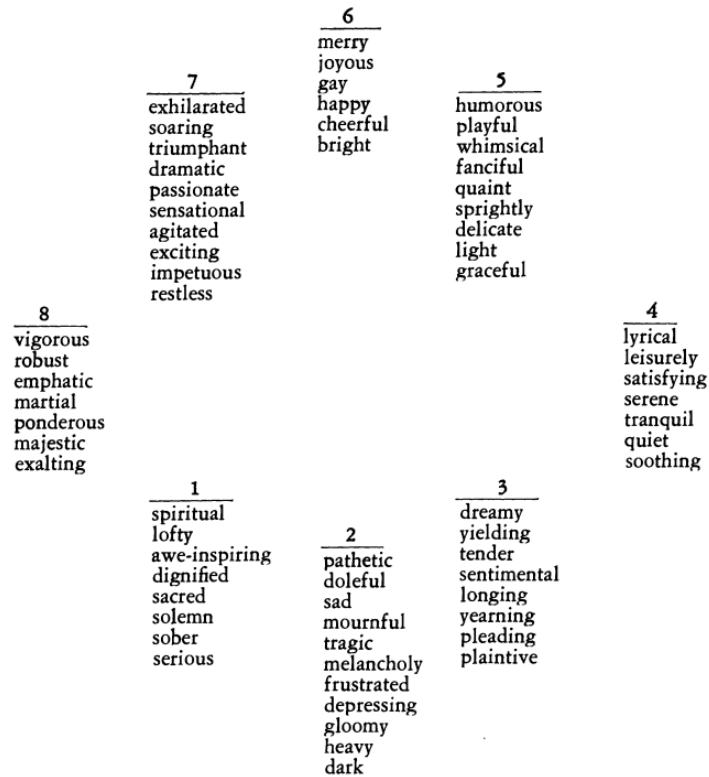 6
merry
joyous
gay
happy
cheerful
bright
7
exhilarated
soaring
triumphant
dramatic
passionate
sensational
agitated
exciting
impetuous
restless
5
humorous
playful
whimsical
fanciful
quaint
sprightly
delicate
light
graceful
8
vigorous
robust
emphatic
martial
ponderous
majestic
exalting
4
lyrical
leisurely
satisfying
serene
tranquil
quiet
soothing
1
spiritual
lofty
awe-inspiring
dignified
sacred
solemn
sober
serious
2
pathetic
doleful
sad
mournful
tragic
melancholy
frustrated
depressing
gloomy
heavy
dark
3
dreamy
yielding
tender
sentimental
longing
yearning
pleading
plaintive